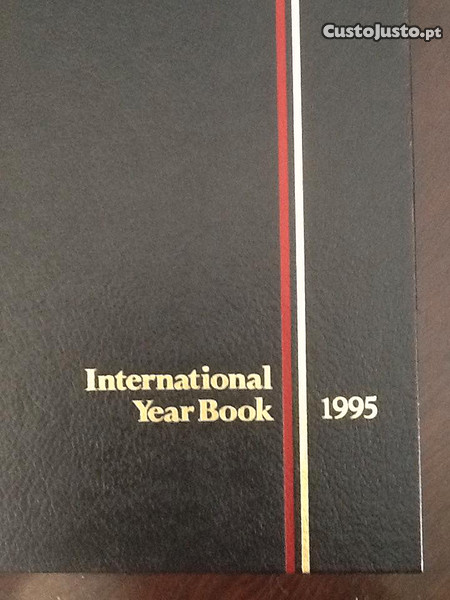 CustoJusto.pt
International
Year Book 1995